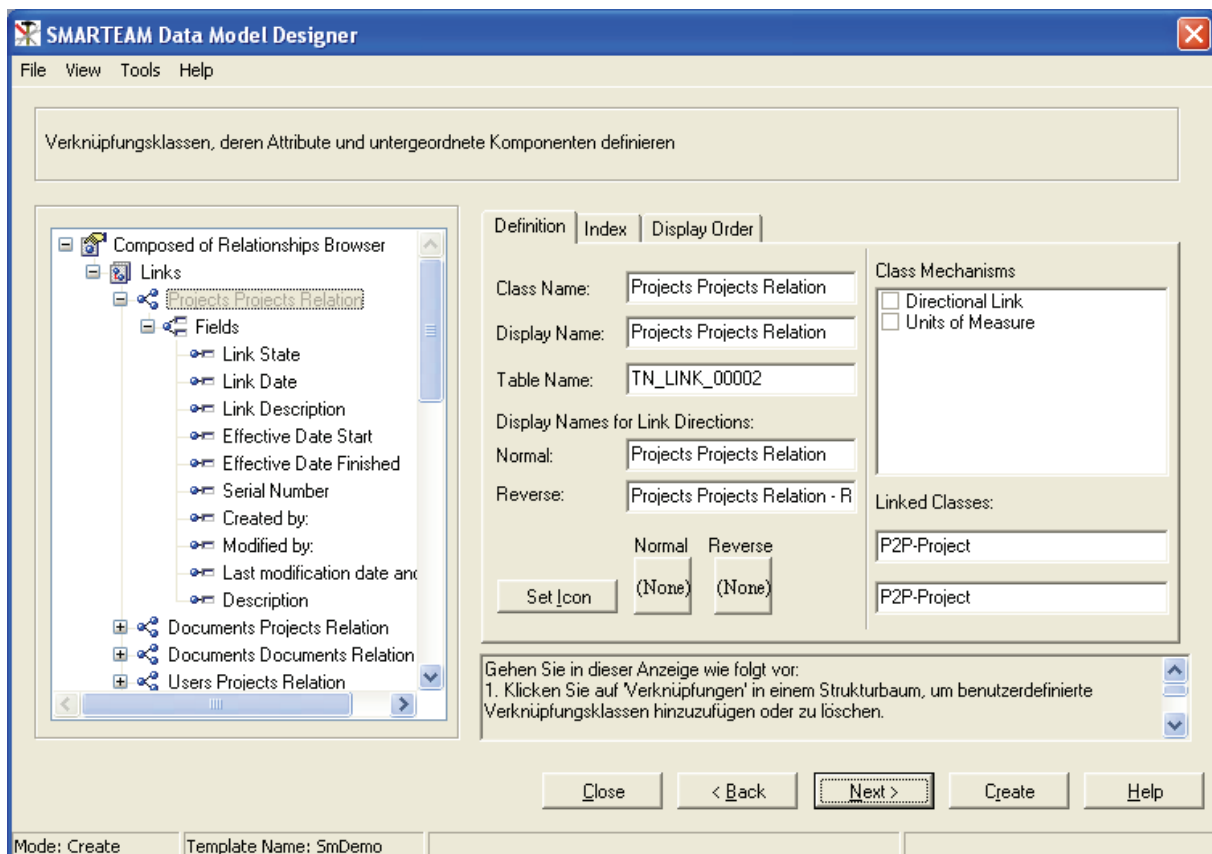 SMARTEAM Data Model Designer
File View Tools Help
Verknüpfungsklassen, deren Attribute und untergeordnete Komponenten definieren
Composed of Relationships Browser
Links
Projects Projects Relation
Fields
Link State
Link Date
Link Description
Effective Date Start
Effective Date Finished
Serial Number
Created by:
Modified by:
Last modification date and
Description
Documents Projects Relation
Documents Documents Relation
Users Projects Relation
Definition Index Display Order
Class Name: Projects Projects Relation
Display Name: Projects Projects Relation
Table Name: TN_LINK_00002
Display Names for Link Directions:
Normal: Projects Projects Relation
Reverse: Projects Projects Relation - R
Normal Reverse
Set Icon (None) (None)
Class Mechanisms
Directional Link
Units of Measure
Linked Classes:
P2P-Project
P2P-Project
Gehen Sie in dieser Anzeige wie folgt vor:
1. Klicken Sie auf 'Verknüpfungen' in einem Strukturbaum, um benutzerdefinierte
Verknüpfungsklassen hinzuzufügen oder zu löschen.
Close < Back Next > Create Help
Mode: Create Template Name: SmDemo